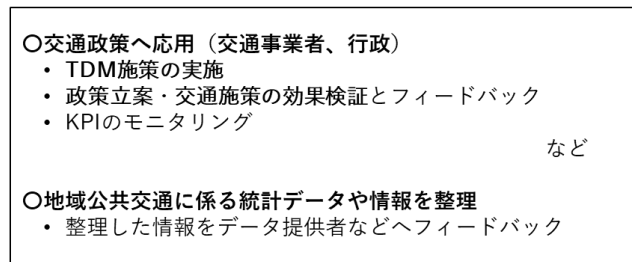 〇交通政策へ応用（交通事業者、行政）
• TDM施策の実施
• 政策立案・交通施策の効果検証とフィードバック
• KPIのモニタリング
など
〇地域公共交通に係る統計データや情報を整理
• 整理した情報をデータ提供者などへフィードバック